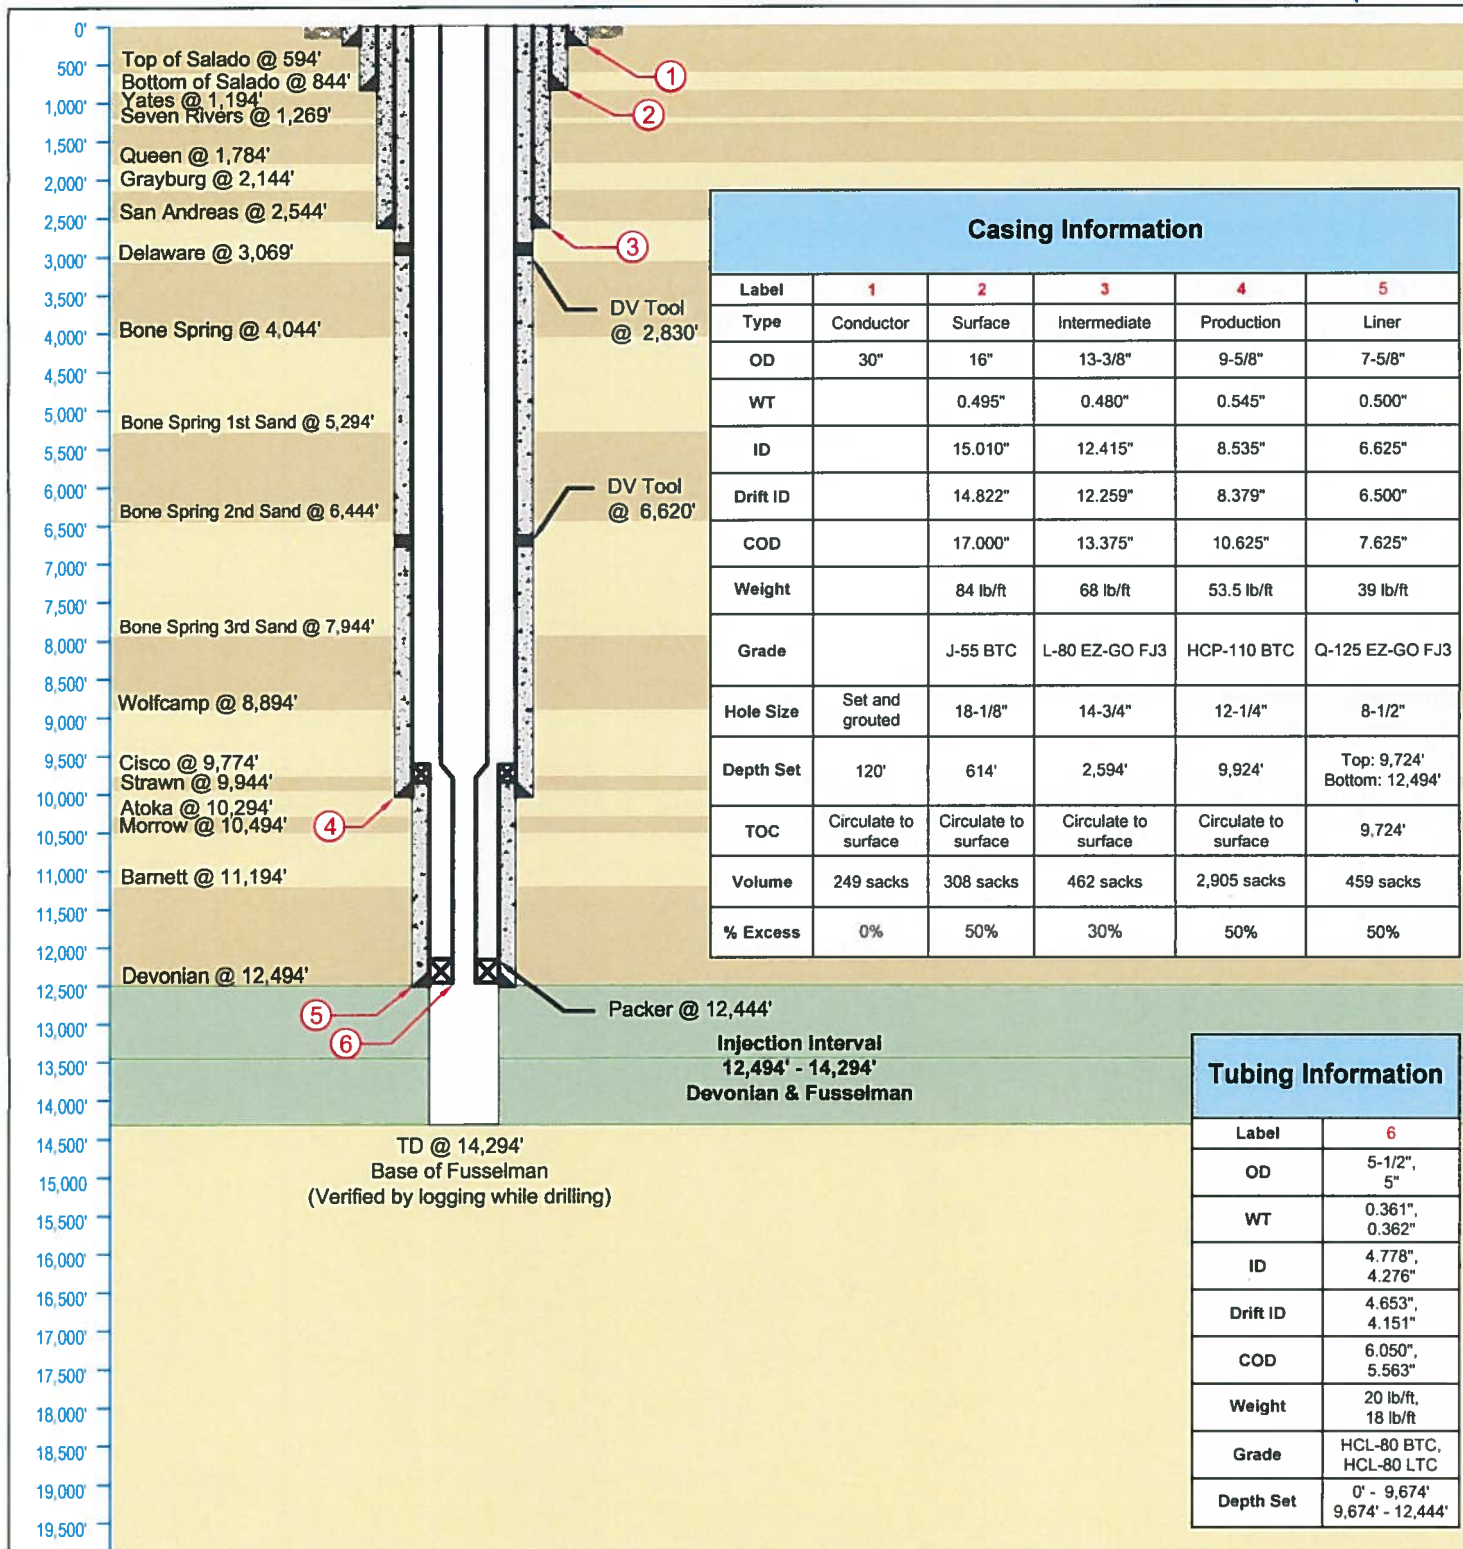 0'
500'
1,000'
1,500'
2,000'
2,500'
3,000'
3,500'
4,000'
4,500'
5,000'
5,500'
6,000'
6,500'
7,000'
7,500'
8,000'
8,500'
9,000'
9,500'
10,000'
10,500'
11,000'
11,500'
12,000'
12,500'
13,000'
13,500'
14,000'
14,500'
15,000
15,500'
16,000'
16,500'
17,000'
17,500'
18,000'
18,500'
19,000'
19,500'
Top of Salado @ 594'
Bottom of Salado @ 844'
Yates @ 1,194'
Seven Rivers @ 1,269'
Queen @ 1,784'
Grayburg @ 2,144'
San Andreas @ 2,544'
Delaware @ 3,069'
Bone Spring @ 4,044'
Bone Spring 1st Sand @ 5,294'
Bone Spring 2nd Sand @ 6,444'
Bone Spring 3rd Sand @ 7,944'
Wolfcamp @ 8,894'
Cisco @ 9,774'
Strawn @ 9,944'
Atoka @ 10,294'
Morrow @ 10,494'
Barnett @ 11,194'
Devonian @ 12,494'
1
2
3
DV Tool
@ 2,830'
DV Tool
@ 6,620'
4
5
6
Packer @ 12,444'
Injection Interval
12,494' - 14,294'
Devonian & Fusselman
TD @ 14,294'
Base of Fusselman
(Verified by logging while drilling)
Casing Information
Label 1 2 3 4 5
Type Conductor Surface Intermediate Production Liner
OD 30" 16" 13-3/8" 9-5/8" 7-5/8"
WT 0.495" 0.480" 0.545" 0.500"
ID 15.010" 12.415" 8.535" 6.625"
Drift ID 14.822" 12.259" 8.379" 6.500"
COD 17.000" 13.375" 10.625" 7.625"
Weight 84 lb/ft 68 lb/ft 53.5 lb/ft 39 lb/ft
Grade J-55 BTC L-80 EZ-GO FJ3 HCP-110 BTC Q-125 EZ-GO FJ3
Hole Size Set and grouted 18-1/8" 14-3/4" 12-1/4" 8-1/2"
Depth Set 120' 614' 2,594' 9,924' Top: 9,724' Bottom: 12,494'
TOC Circulate to surface Circulate to surface Circulate to surface Circulate to surface 9,724'
Volume 249 sacks 308 sacks 462 sacks 2,905 sacks 459 sacks
% Excess 0% 50% 30% 50% 50%
Tubing Information
Label 6
OD 5-1/2", 5"
WT 0.361", 0.362"
ID 4.778", 4.276"
Drift ID 4.653", 4.151"
COD 6.050", 5.563"
Weight 20 lb/ft, 18 lb/ft
Grade HCL-80 BTC, HCL-80 LTC
Depth Set 0' - 9,674' 9,674' - 12,444'